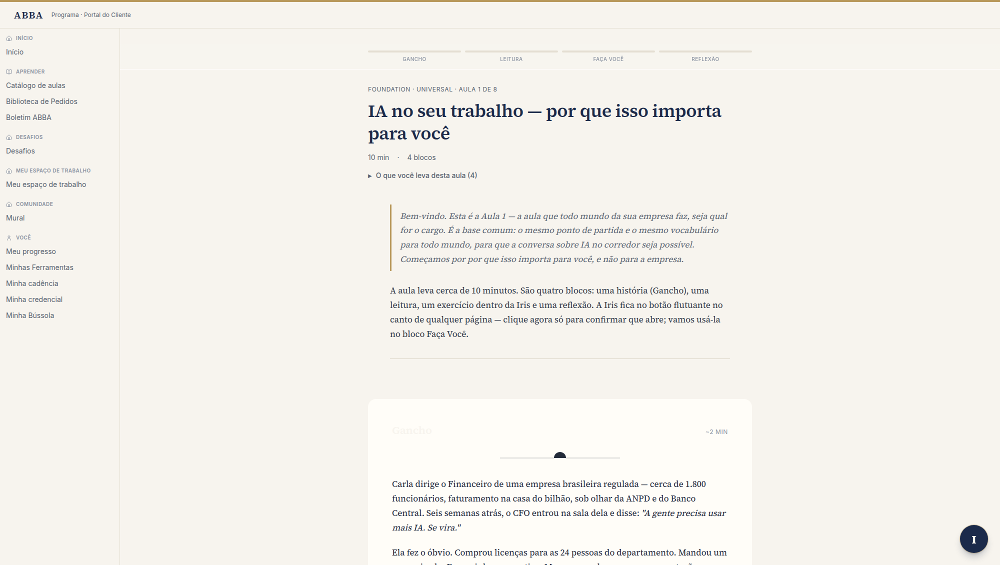 ABBA Programa · Portal do Cliente
INÍCIO
Início
APRENDER
Catálogo de aulas
Biblioteca de Pedidos
Boletim ABBA
DESAFIOS
Desafios
MEU ESPAÇO DE TRABALHO
Meu espaço de trabalho
COMUNIDADE
Mural
VOCÊ
Meu progresso
Minhas Ferramentas
Minha cadência
Minha credencial
Minha Bússola
GANCHO LEITURA FAÇA VOCÊ REFLEXÃO
FOUNDATION · UNIVERSAL · AULA 1 DE 8
IA no seu trabalho — por que isso importa
para você
10 min · 4 blocos
▶ O que você leva desta aula (4)
Bem-vindo. Esta é a Aula 1 — a aula que todo mundo da sua empresa faz, seja qual
for o cargo. É a base comum: o mesmo ponto de partida e o mesmo vocabulário
para todo mundo, para que a conversa sobre IA no corredor seja possível.
Começamos por por que isso importa para você, e não para a empresa.
A aula leva cerca de 10 minutos. São quatro blocos: uma história (Gancho), uma
leitura, um exercício dentro da Iris e uma reflexão. A Iris fica no botão flutuante no
canto de qualquer página — clique agora só para confirmar que abre; vamos usá-la
no bloco Faça Você.
Gancho ~2 MIN
Carla dirige o Financeiro de uma empresa brasileira regulada — cerca de 1.800
funcionários, faturamento na casa do bilhão, sob olhar da ANPD e do Banco
Central. Seis semanas atrás, o CFO entrou na sala dela e disse: "A gente precisa usar
mais IA. Se vira."
Ela fez o óbvio. Comprou licenças para as 24 pessoas do departamento. Mandou um
I